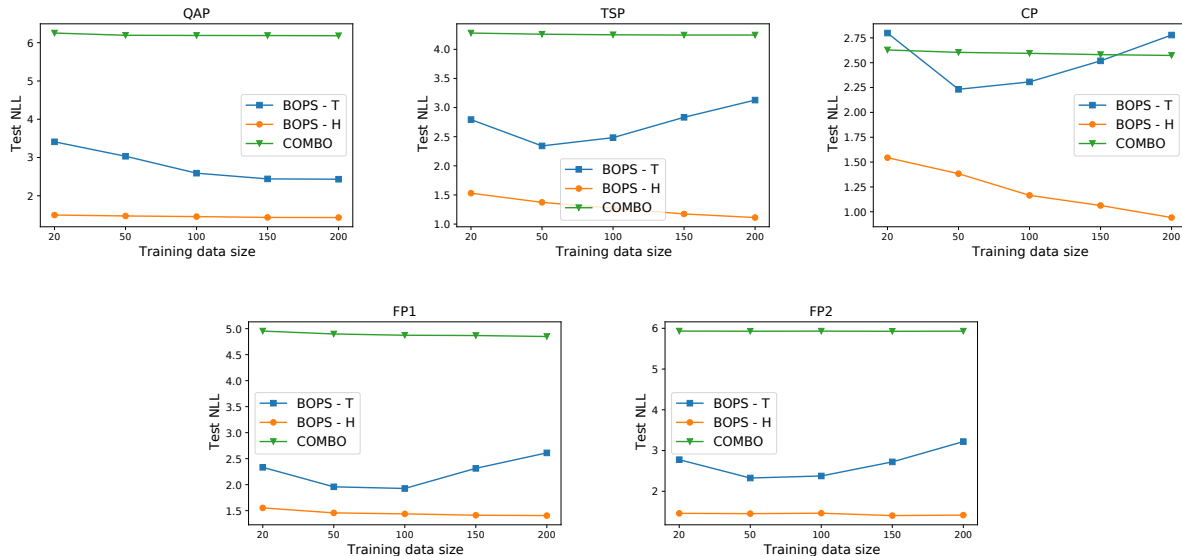 QAP
Test NLL
6
5
4
3
2
BOPS - T
BOPS - H
COMBO
20 50 100 150 200
Training data size
TSP
Test NLL
4.0
3.5
3.0
2.5
2.0
1.5
1.0
BOPS - T
BOPS - H
COMBO
20 50 100 150 200
Training data size
CP
Test NLL
2.75
2.50
2.25
2.00
1.75
1.50
1.25
1.00
BOPS - T
BOPS - H
COMBO
20 50 100 150 200
Training data size
FP1
Test NLL
5.0
4.5
4.0
3.5
3.0
2.5
2.0
1.5
BOPS - T
BOPS - H
COMBO
20 50 100 150 200
Training data size
FP2
Test NLL
6
5
4
3
2
BOPS - T
BOPS - H
COMBO
20 50 100 150 200
Training data size